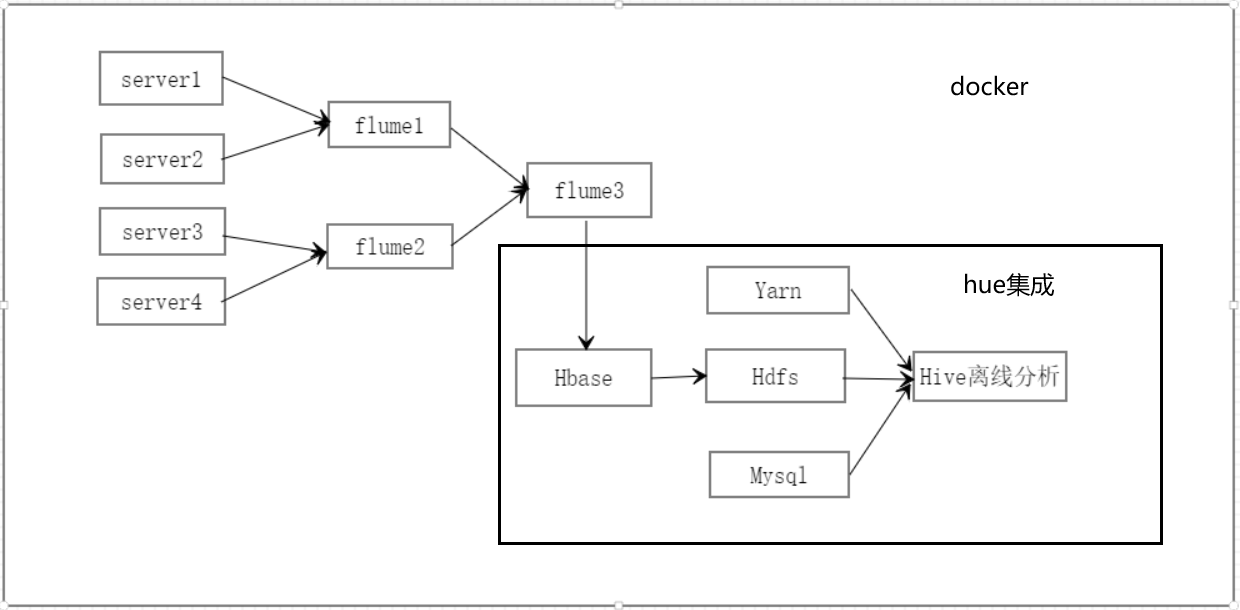 server1
docker
flume1
server2
flume3
server3
flume2
server4
hue集成
Yarn
Hbase
Hdfs
Hive离线分析
Mysql